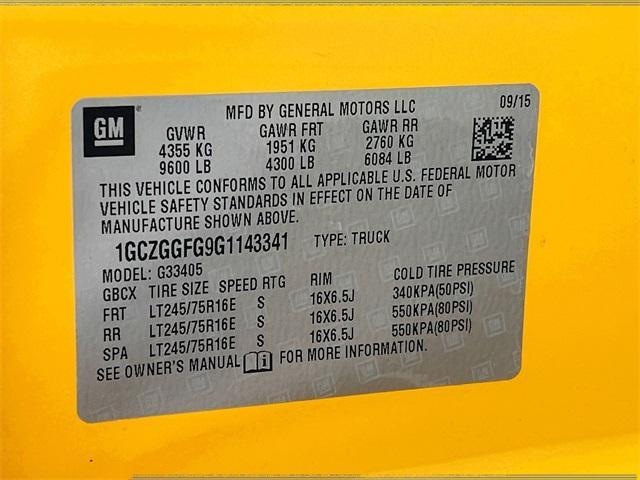 GM
MFD BY GENERAL MOTORS LLC 09/15
GVWR GAWR FRT GAWR RR
4355 KG 1951 KG 2760 KG
9600 LB 4300 LB 6084 LB
THIS VEHICLE CONFORMS TO ALL APPLICABLE U.S. FEDERAL MOTOR
VEHICLE SAFETY STANDARDS IN EFFECT ON THE DATE OF
MANUFACTURE SHOWN ABOVE.
1GCZGGFG9G1143341 TYPE: TRUCK
MODEL: G33405
GBCX TIRE SIZE SPEED RTG RIM COLD TIRE PRESSURE
FRT LT245/75R16E S 16X6.5J 340KPA(50PSI)
RR LT245/75R16E S 16X6.5J 550KPA(80PSI)
SPA LT245/75R16E S 16X6.5J 550KPA(80PSI)
SEE OWNER'S MANUAL FOR MORE INFORMATION.